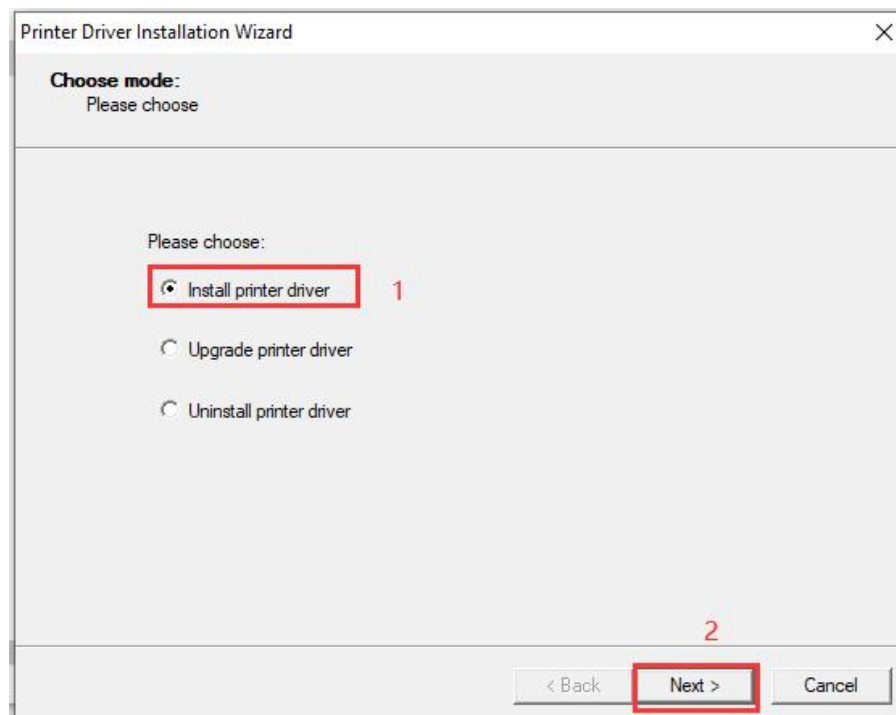 Printer Driver Installation Wizard
Choose mode:
Please choose
Please choose:
Install printer driver 1
Upgrade printer driver
Uninstall printer driver
2
< Back Next > Cancel